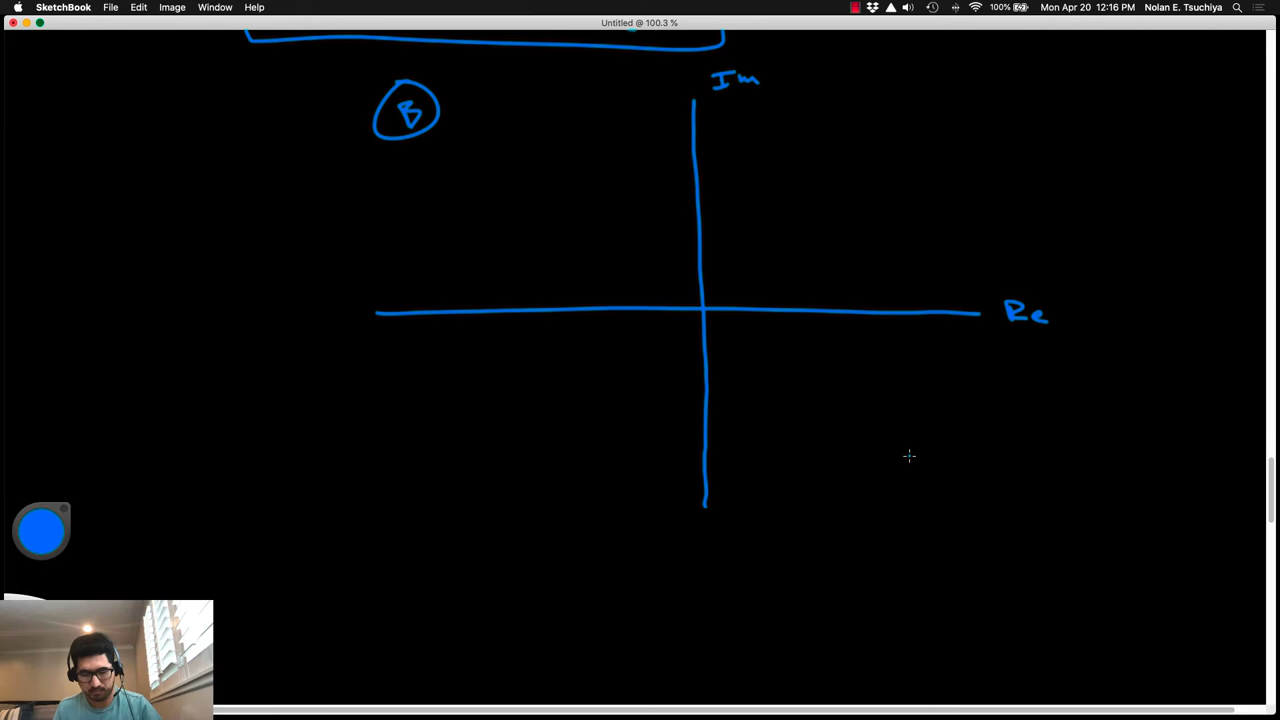 SketchBook File Edit Image Window Help 100% Mon Apr 20 12:16 PM Nolan E. Tsuchiya
Untitled @ 100.3 %
Im
B
Re